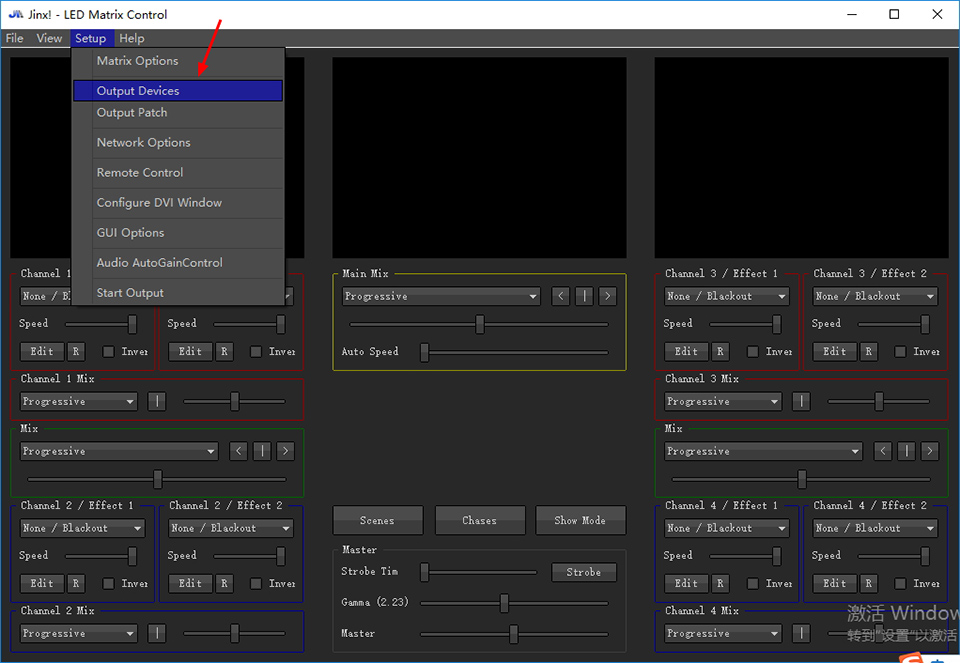 Jinx! - LED Matrix Control
File View Setup Help
Matrix Options
Output Devices
Output Patch
Network Options
Remote Control
Configure DVI Window
GUI Options
Audio AutoGainControl
Start Output
Channel 1
None / B
Speed
Speed
Edit R Inver
Edit R Inver
Channel 1 Mix
Progressive |
Mix
Progressive < | >
Channel 2 / Effect 1
None / Blackout
Speed
Edit R Inver
Channel 2 / Effect 2
None / Blackout
Speed
Edit R Inver
Channel 2 Mix
Progressive |
Main Mix
Progressive < | >
Auto Speed
Scenes Chases Show Mode
Master
Strobe Tim Strobe
Gamma (2.23)
Master
Channel 3 / Effect 1
None / Blackout
Speed
Edit R Inver
Channel 3 / Effect 2
None / Blackout
Speed
Edit R Inver
Channel 3 Mix
Progressive |
Mix
Progressive < | >
Channel 4 / Effect 1
None / Blackout
Speed
Edit R Inver
Channel 4 / Effect 2
None / Blackout
Speed
Edit R Inver
Channel 4 Mix
Progressive |
激活 Window
转到"设置"以激活